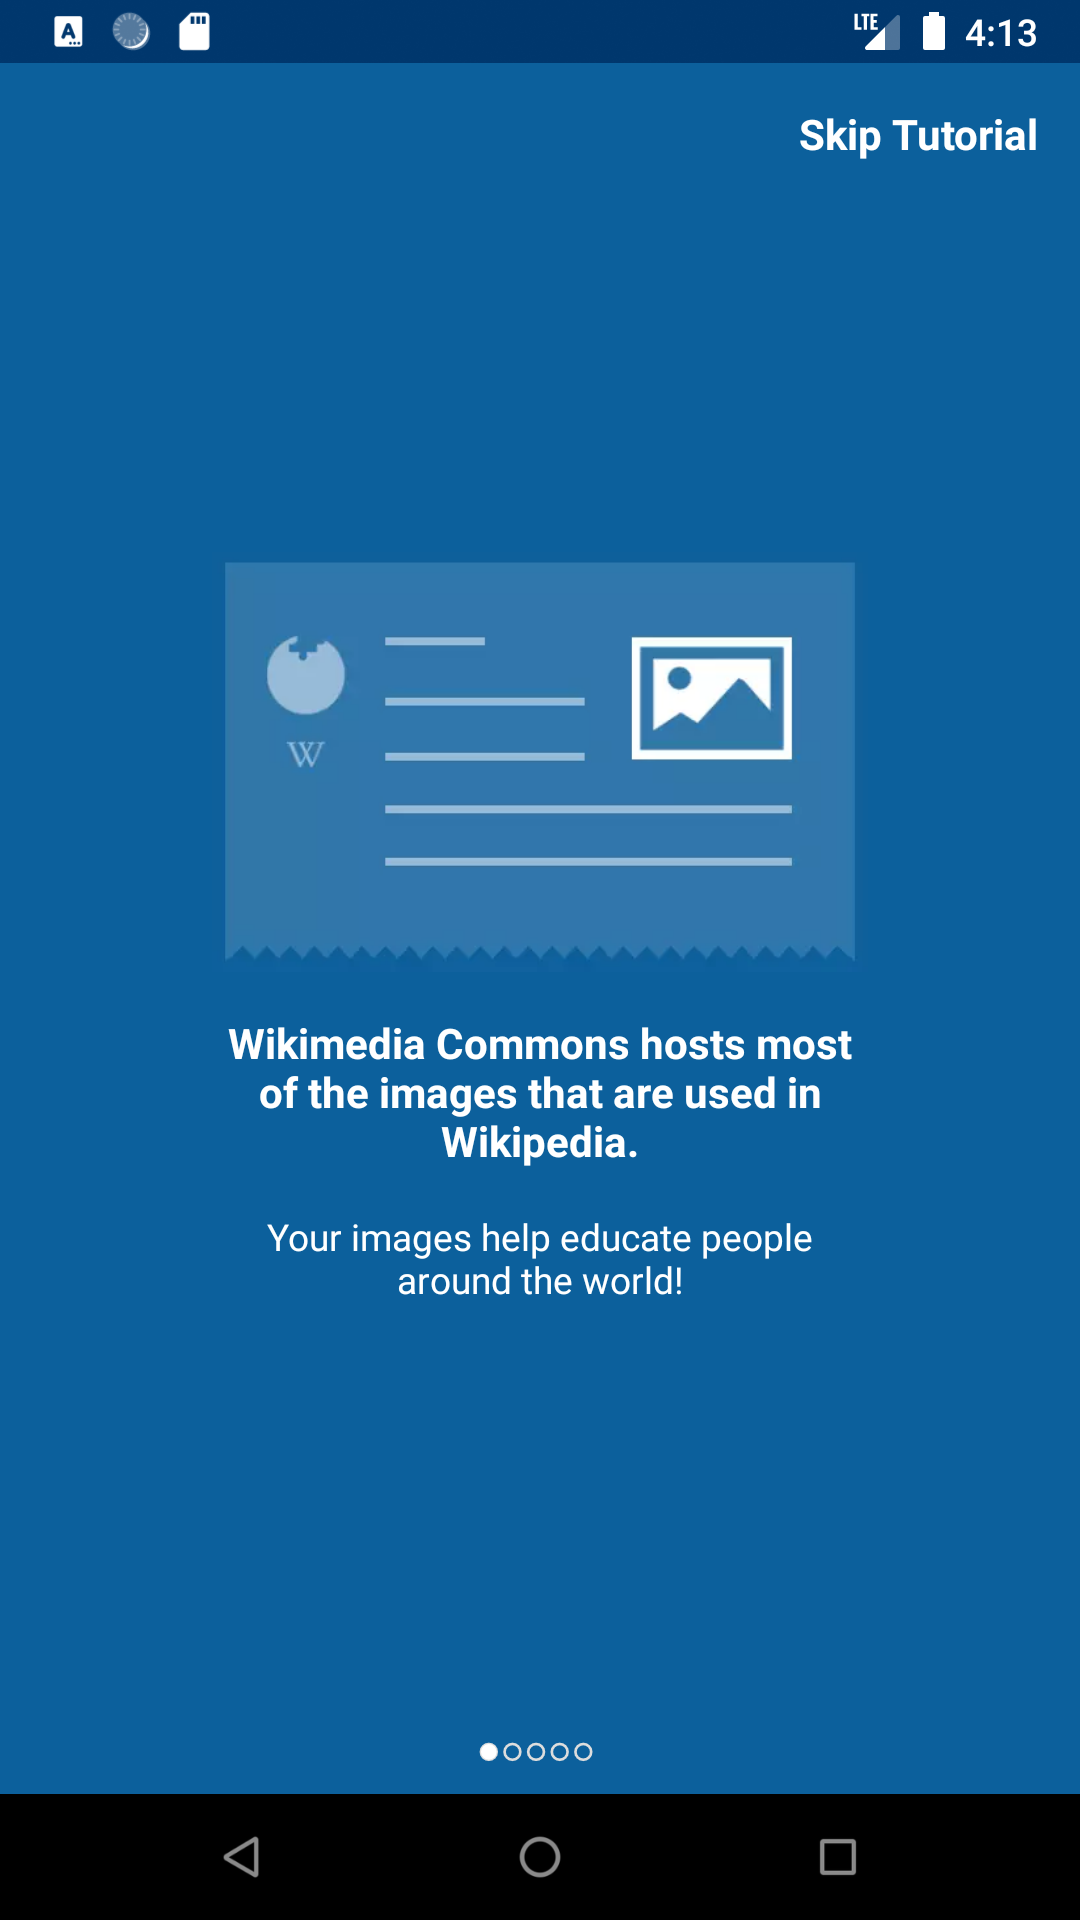 LTE 4:13
Skip Tutorial
W
Wikimedia Commons hosts most
of the images that are used in
Wikipedia.
Your images help educate people
around the world!